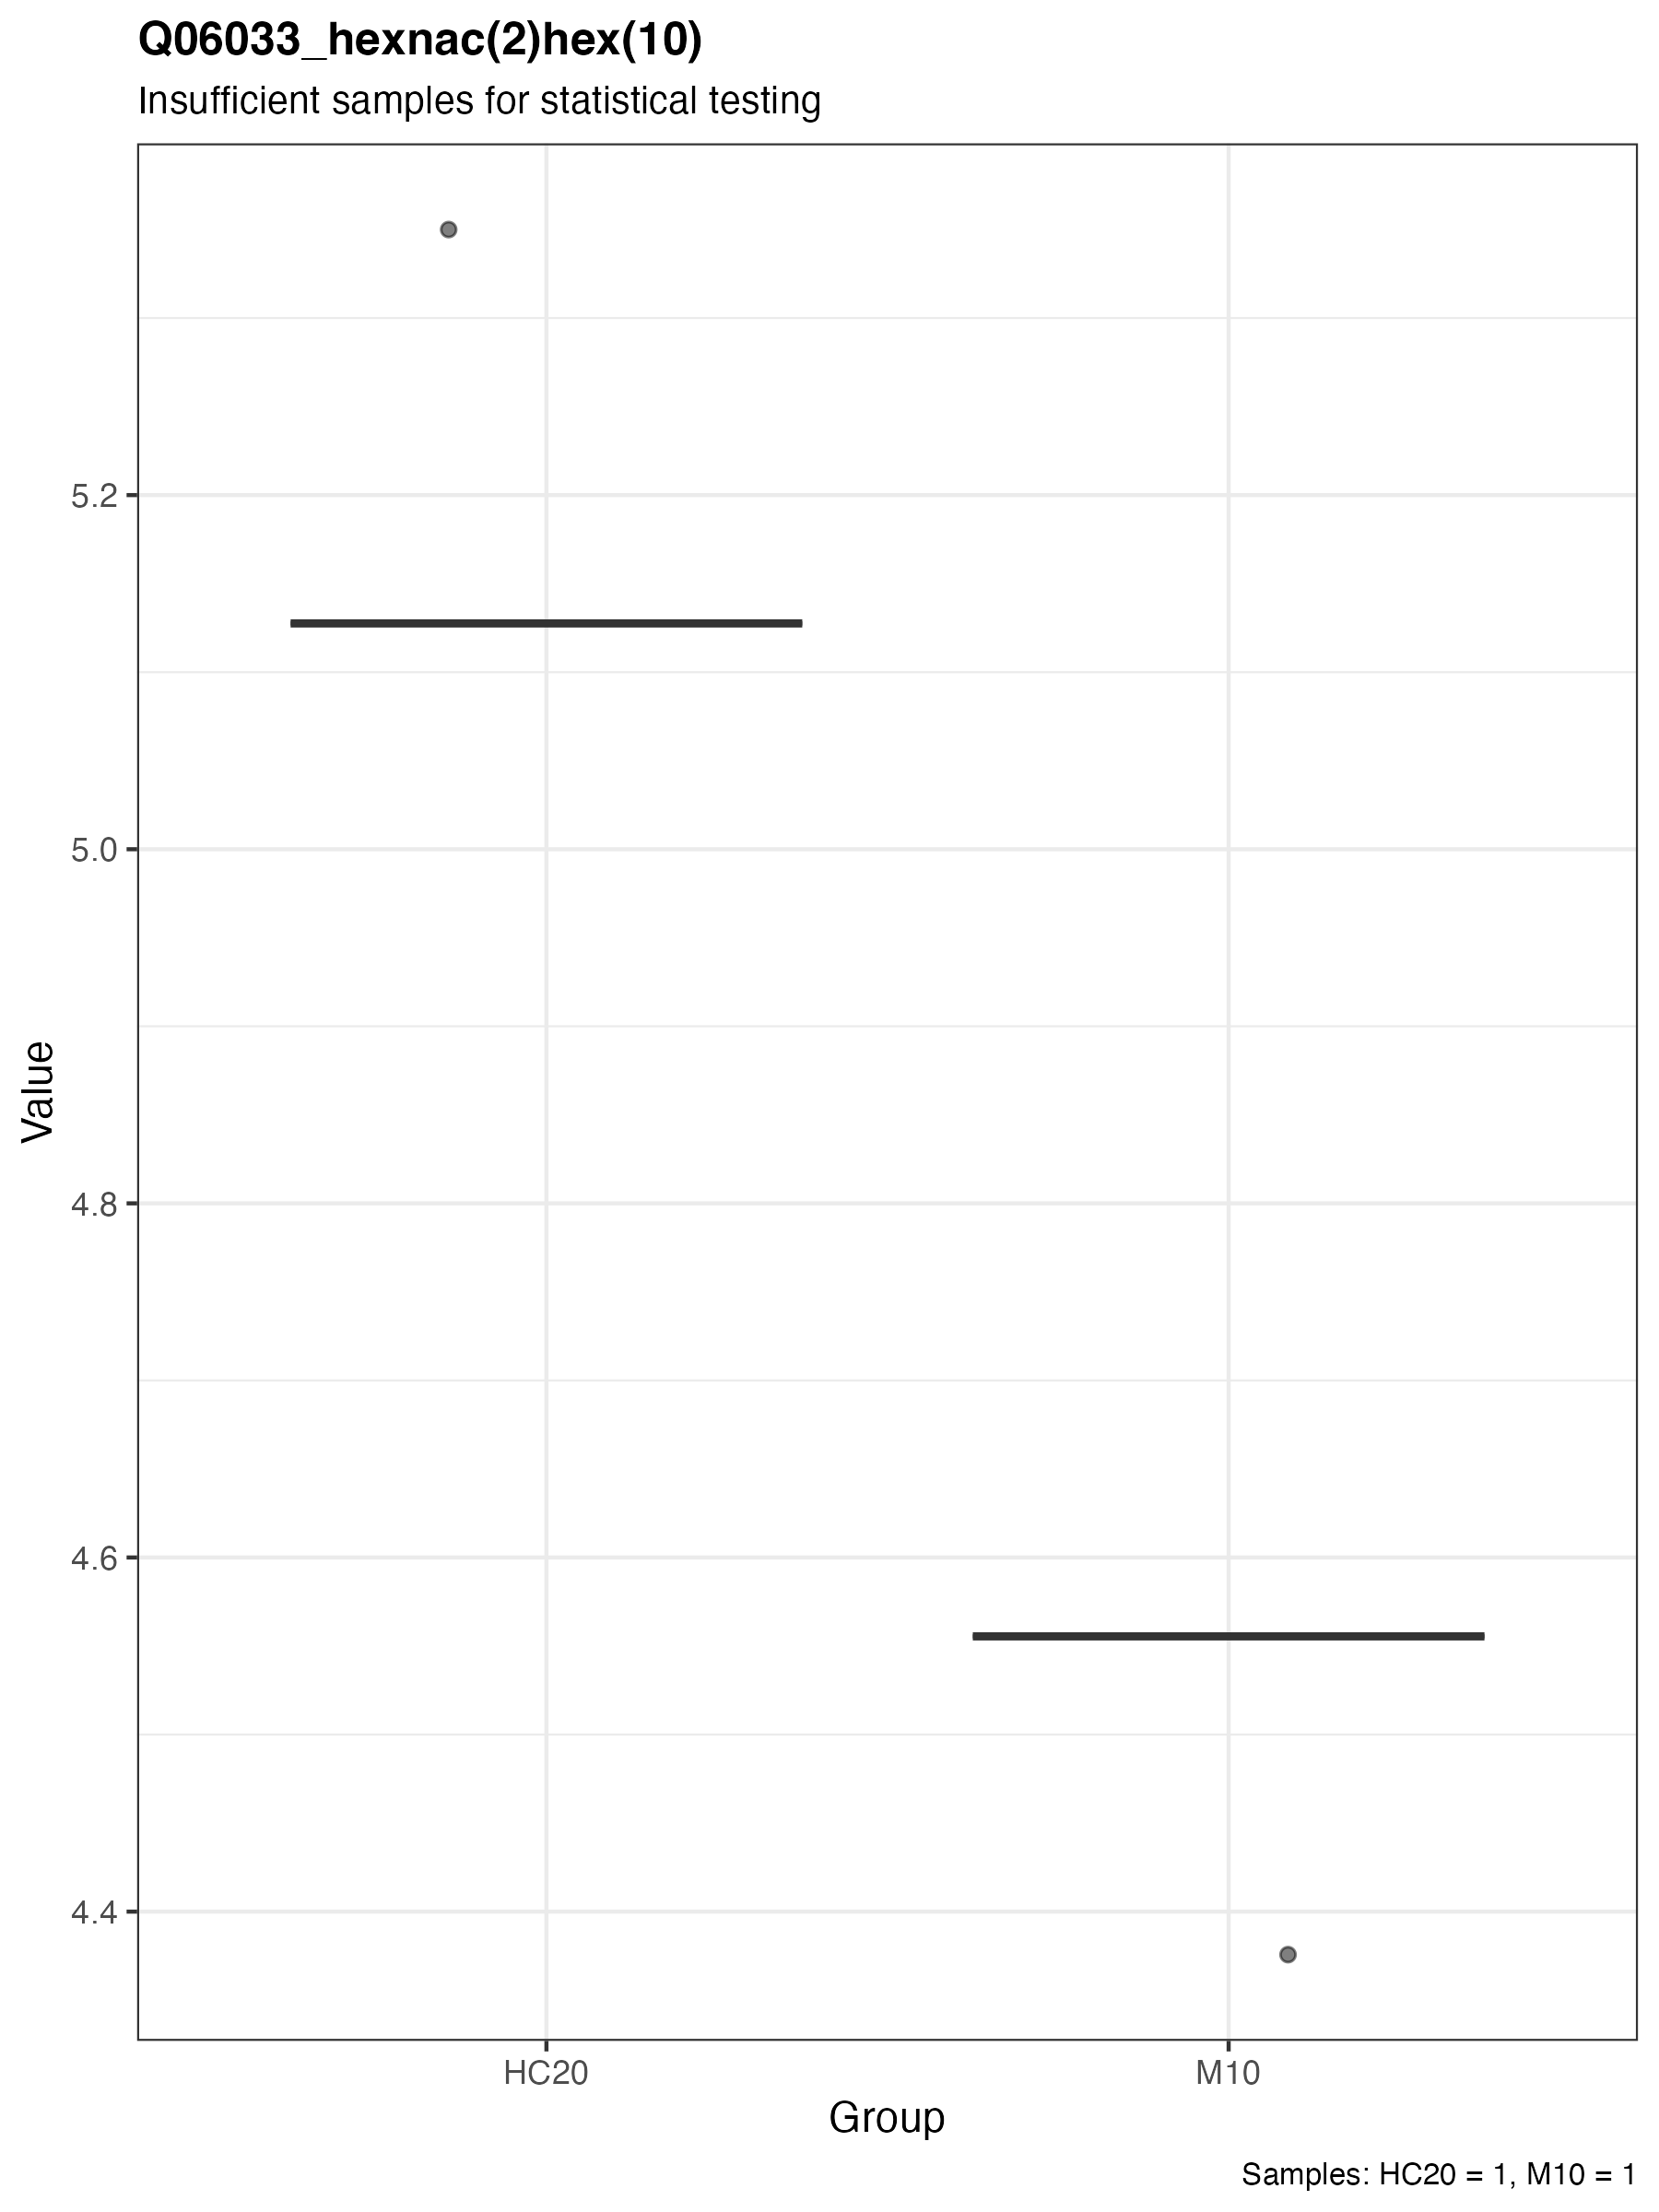 Q06033_hexnac(2)hex(10)
Insufficient samples for statistical testing
Value
5.2
5.0
4.8
4.6
4.4
HC20
M10
Group
Samples: HC20 = 1, M10 = 1